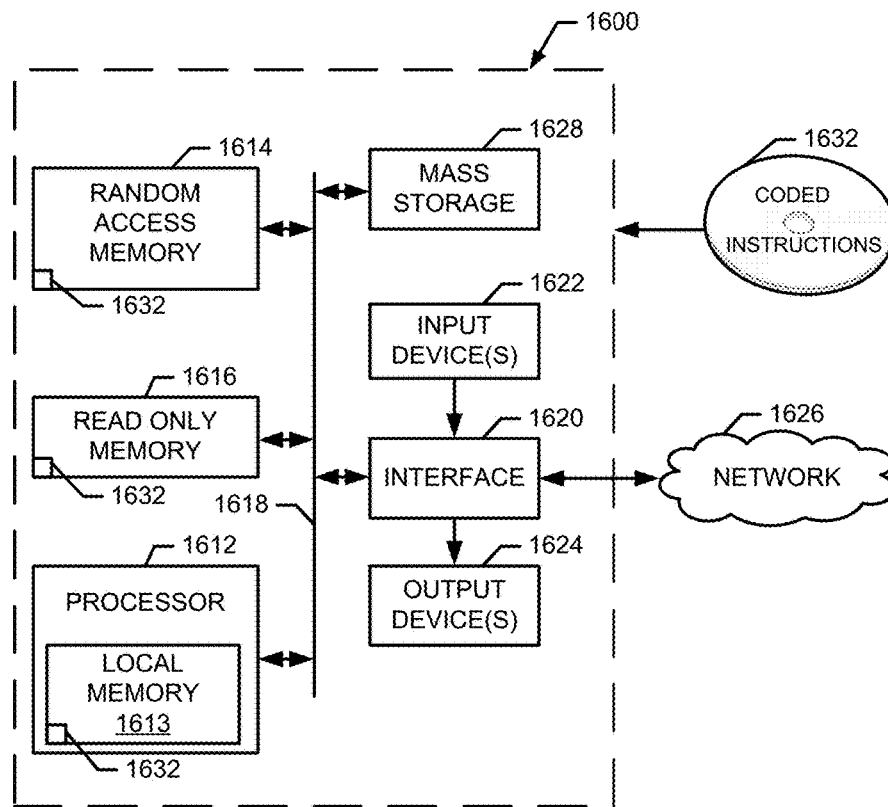 1600
1614
RANDOM
ACCESS
MEMORY
1632
1628
MASS
STORAGE
1632
CODED
INSTRUCTIONS
1622
INPUT
DEVICE(S)
1616
READ ONLY
MEMORY
1632
1620
INTERFACE
1626
NETWORK
1618
1612
PROCESSOR
LOCAL
MEMORY
1613
1632
1624
OUTPUT
DEVICE(S)